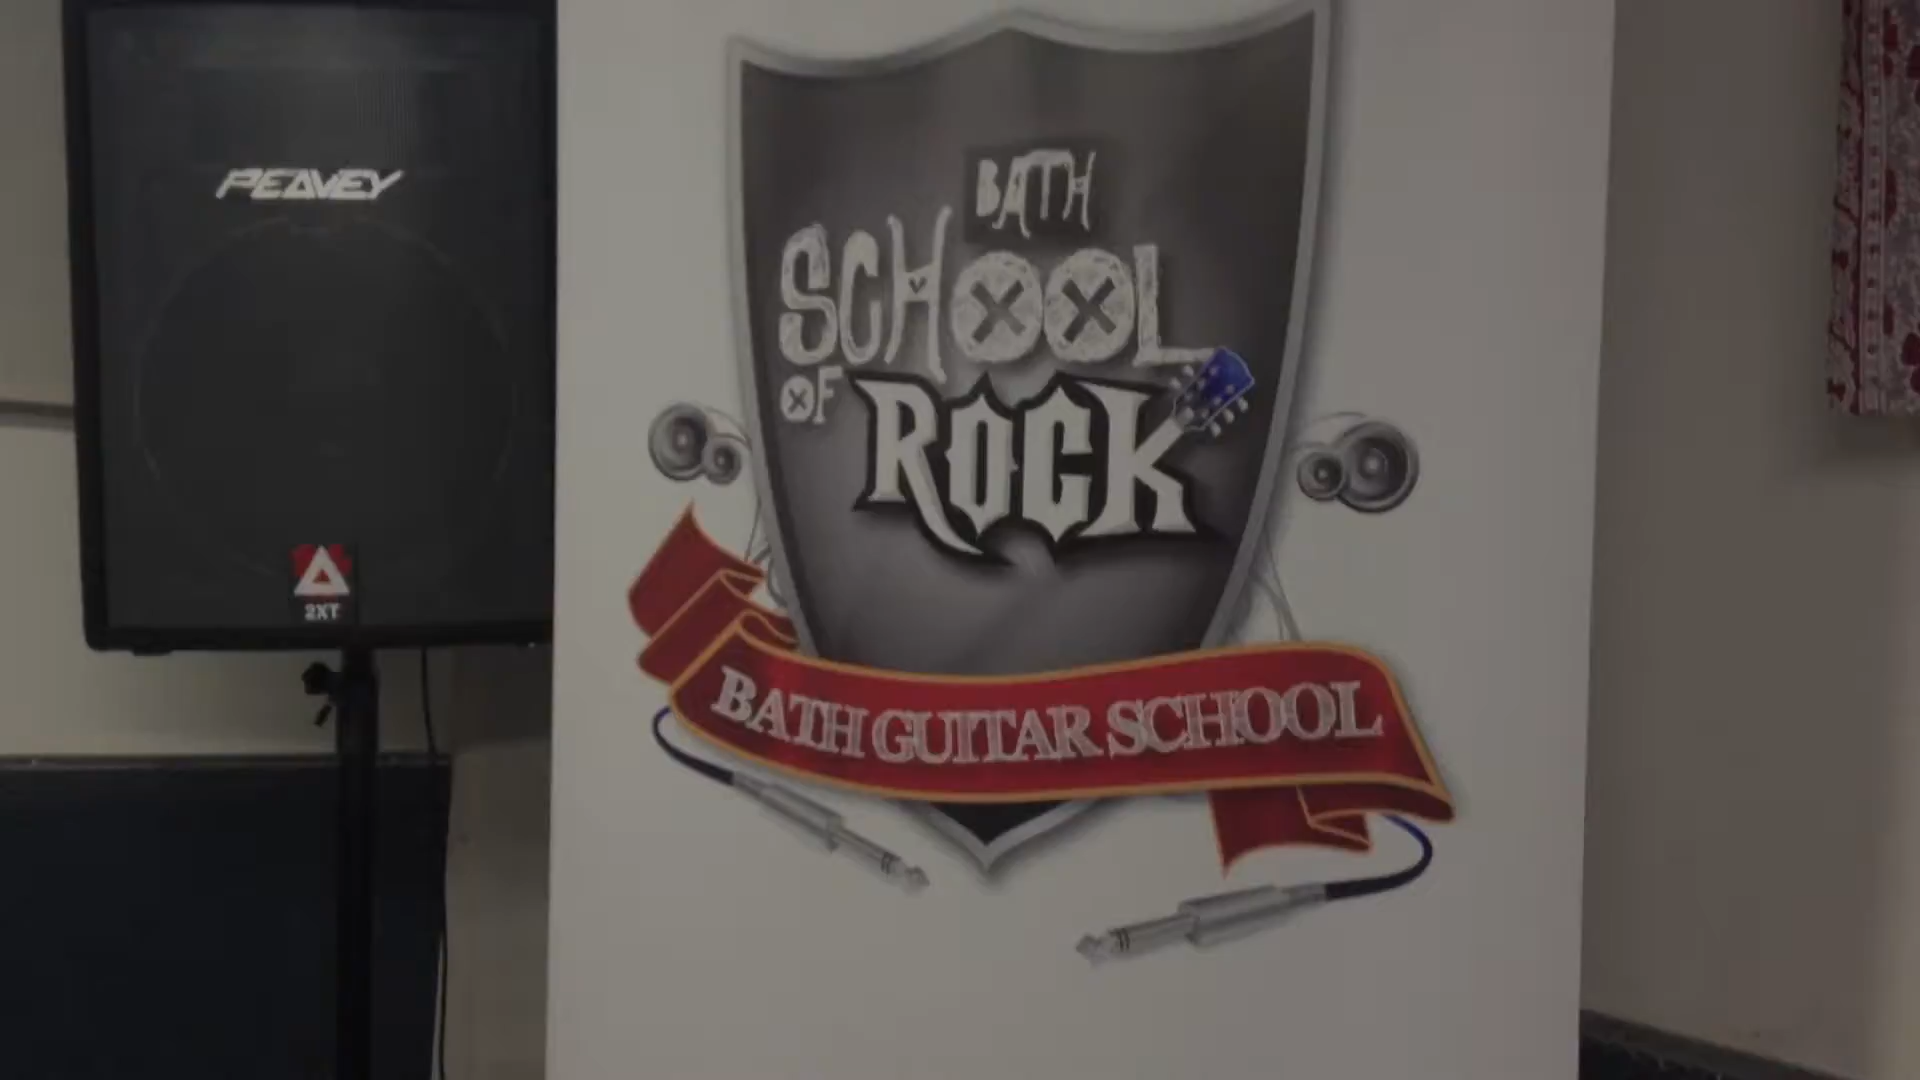 PEAVEY
2XT
BATH
SCHOOL
OF ROCK
BATH GUITAR SCHOOL